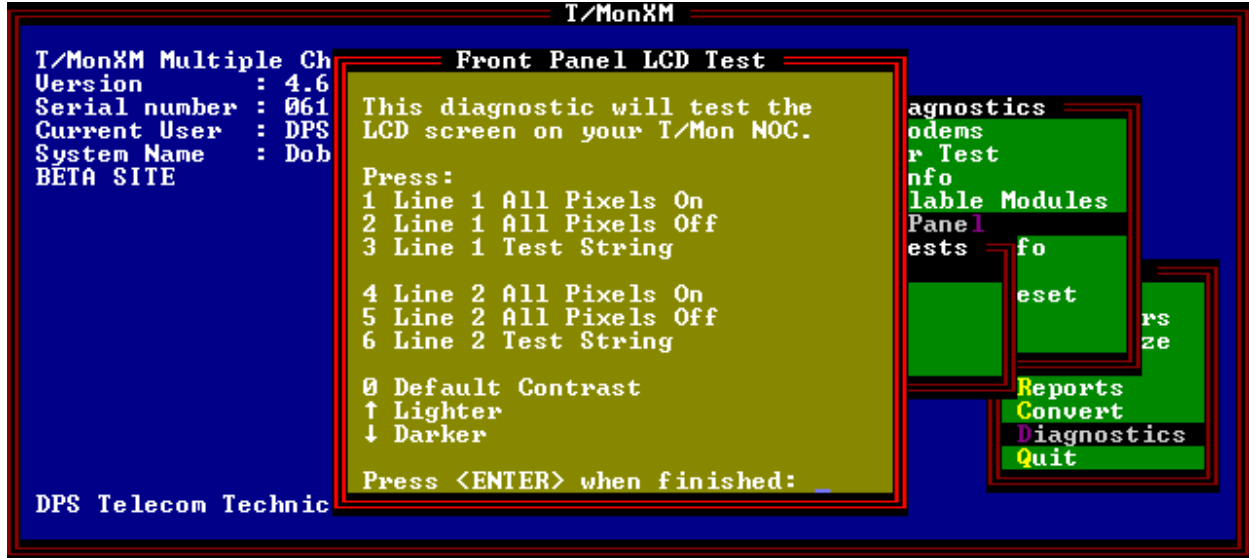 T/MonXM
T/MonXM Multiple Ch
Version : 4.6
Serial number : 061
Current User : DPS
System Name : Dob
BETA SITE
DPS Telecom Technic
Front Panel LCD Test
This diagnostic will test the
LCD screen on your T/Mon NOC.
Press:
1 Line 1 All Pixels On
2 Line 1 All Pixels Off
3 Line 1 Test String
4 Line 2 All Pixels On
5 Line 2 All Pixels Off
6 Line 2 Test String
0 Default Contrast
↑ Lighter
↓ Darker
Press <ENTER> when finished: _
agnostics
odems
r Test
nfo
lable Modules
Panel
ests
fo
eset
rs
ze
Reports
Convert
Diagnostics
Quit